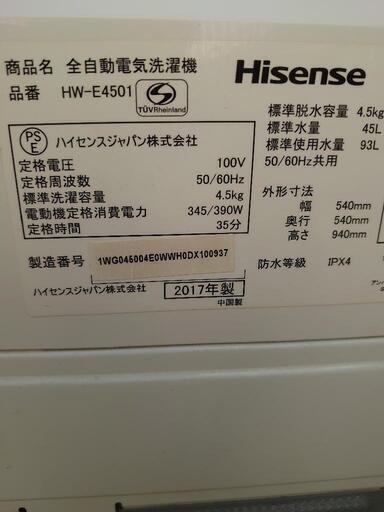 商品名 全自動電気洗濯機
品番 HW-E4501
TÜVRheinland
Hisense
PS
E
ハイセンスジャパン株式会社
定格電圧 100V
定格周波数 50/60Hz
標準洗濯容量 4.5kg
電動機定格消費電力 345/390W
定格時間 35分
製造番号 1WG045004E0WWH0DX100937
ハイセンスジャパン株式会社 2017年製
中国製
標準脱水容量 4.5kg
標準水量 45L
標準使用水量 93L
50/60Hz共用
外形寸法
幅 540mm
奥行 540mm
高さ 940mm
防水等級 IPX4